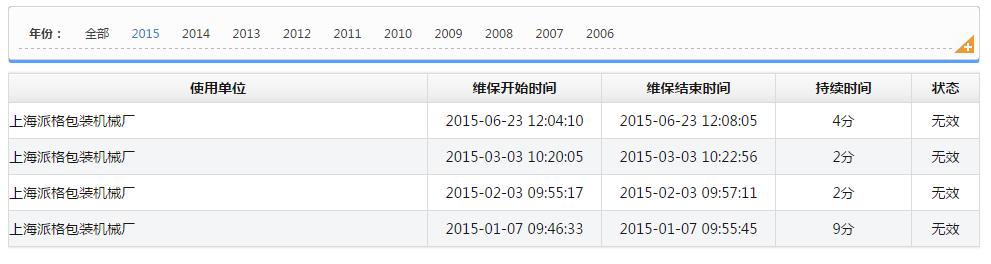 年份： 全部 2015 2014 2013 2012 2011 2010 2009 2008 2007 2006
使用单位 维保开始时间 维保结束时间 持续时间 状态
上海派格包装机械厂 2015-06-23 12:04:10 2015-06-23 12:08:05 4分 无效
上海派格包装机械厂 2015-03-03 10:20:05 2015-03-03 10:22:56 2分 无效
上海派格包装机械厂 2015-02-03 09:55:17 2015-02-03 09:57:11 2分 无效
上海派格包装机械厂 2015-01-07 09:46:33 2015-01-07 09:55:45 9分 无效